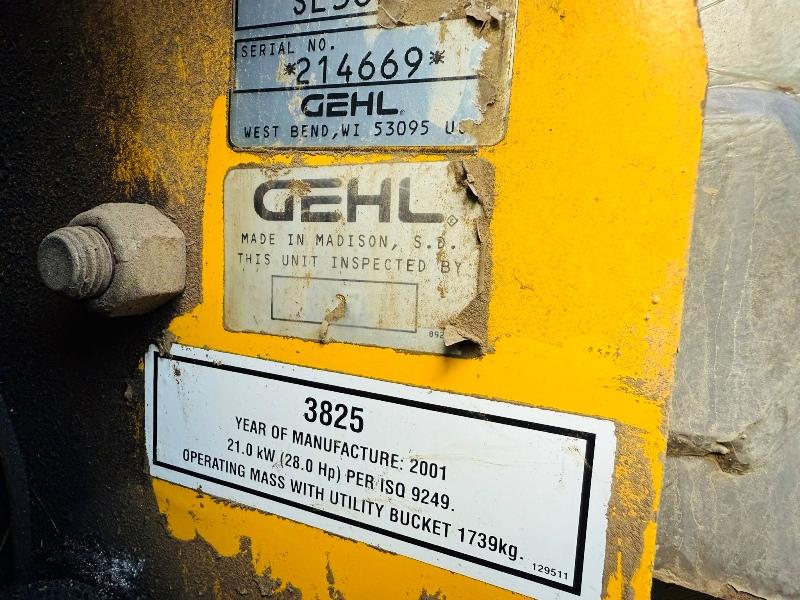 SERIAL NO.
*214669*
GEHL
WEST BEND, WI 53095
GEHL ©
MADE IN MADISON, S.D.
THIS UNIT INSPECTED BY
3825
YEAR OF MANUFACTURE: 2001
21.0 kW (28.0 Hp) PER ISO 9249.
OPERATING MASS WITH UTILITY BUCKET 1739kg.
129511